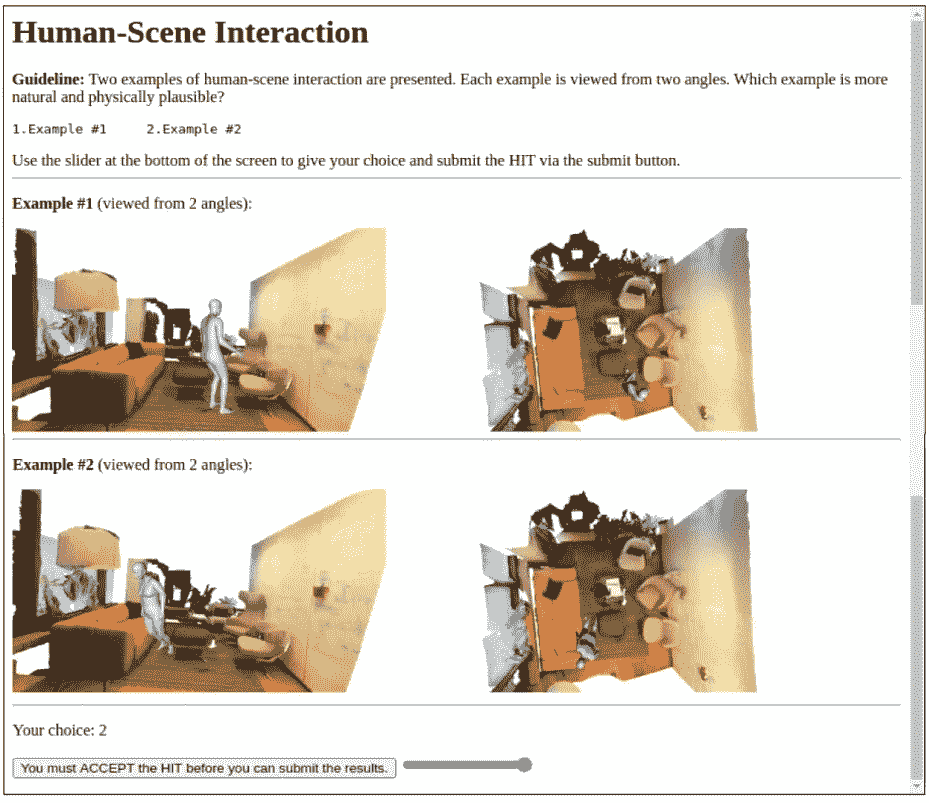 Human-Scene Interaction
Guideline: Two examples of human-scene interaction are presented. Each example is viewed from two angles. Which example is more
natural and physically plausible?
1.Example #1     2.Example #2
Use the slider at the bottom of the screen to give your choice and submit the HIT via the submit button.
Example #1 (viewed from 2 angles):
Example #2 (viewed from 2 angles):
Your choice: 2
You must ACCEPT the HIT before you can submit the results.